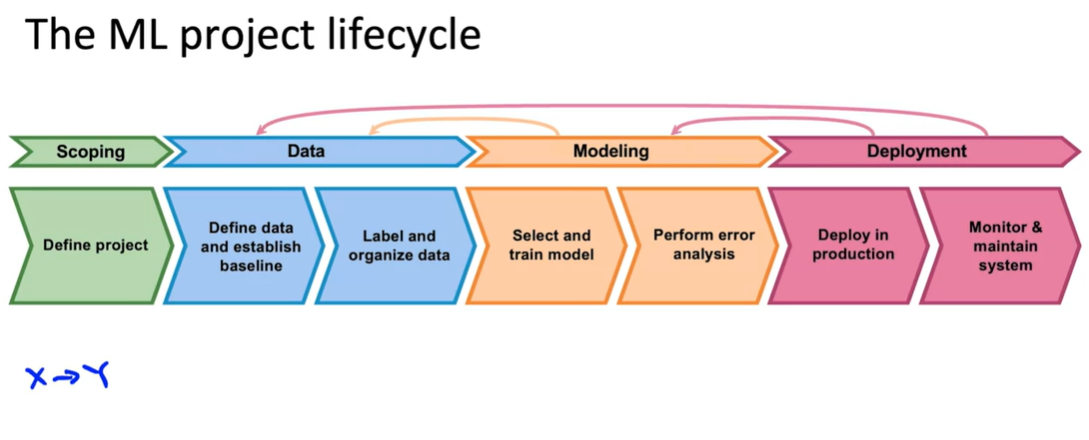 The ML project lifecycle
Scoping
Data
Modeling
Deployment
Define project
Define data
and establish
baseline
Label and
organize data
Select and
train model
Perform error
analysis
Deploy in
production
Monitor &
maintain
system
X→Y